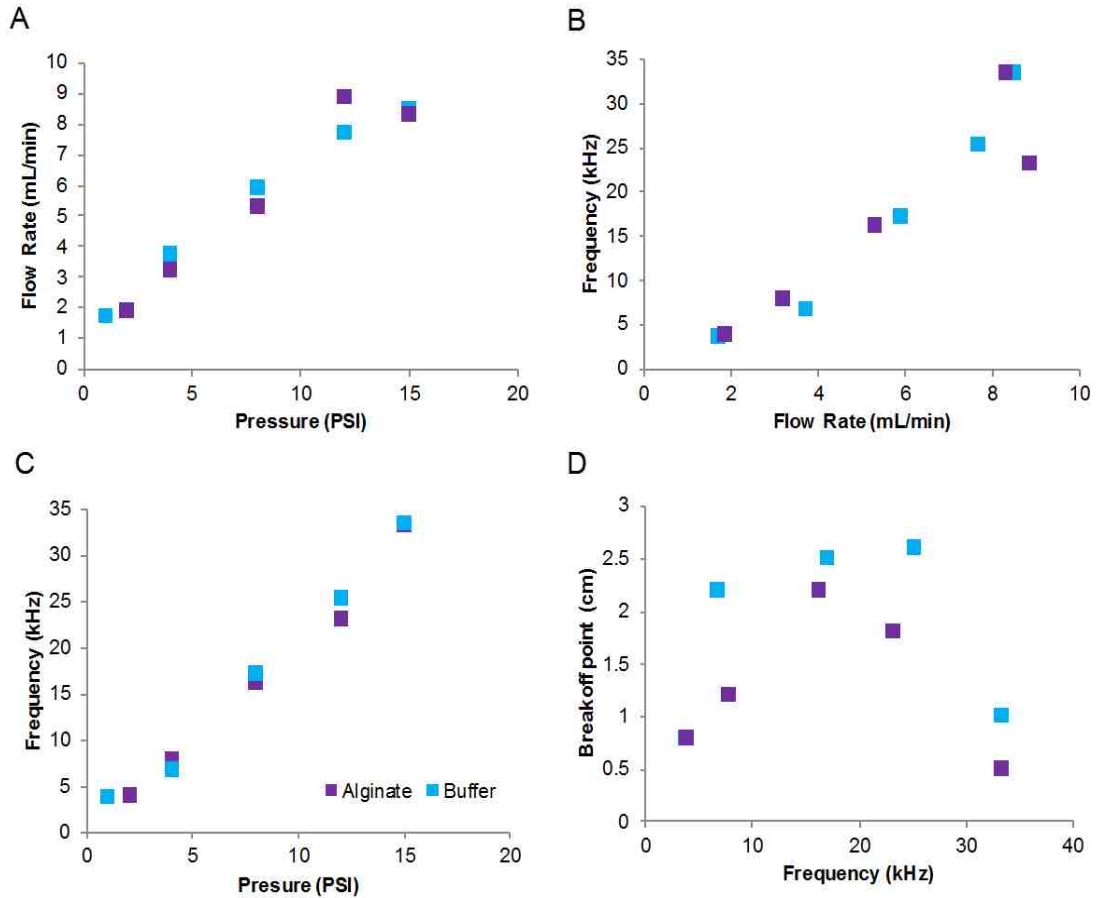 A
10
9
8
7
6
5
4
3
2
1
0
Flow Rate (mL/min)
0 5 10 15 20
Pressure (PSI)
B
35
30
25
20
15
10
5
0
Frequency (kHz)
0 2 4 6 8 10
Flow Rate (mL/min)
C
35
30
25
20
15
10
5
0
Frequency (kHz)
Alginate Buffer
0 5 10 15 20
Presure (PSI)
D
3
2.5
2
1.5
1
0.5
0
Breakoff point (cm)
0 10 20 30 40
Frequency (kHz)